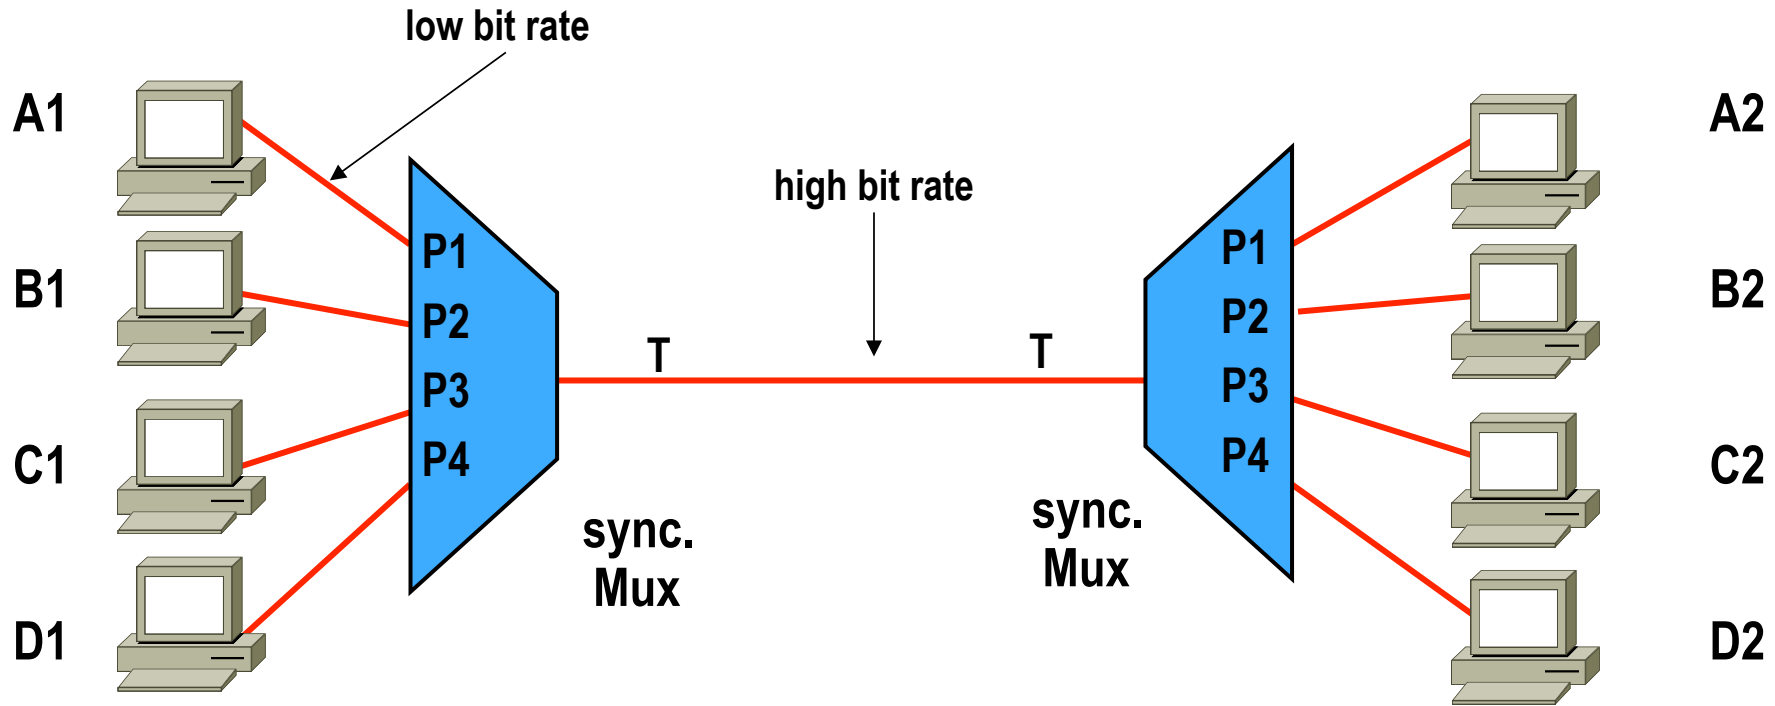 low bit rate
A1
A2
high bit rate
P1
P1
B1
B2
P2
P2
T
T
P3
P3
C1
P4
P4
C2
sync.
Mux
sync.
Mux
D1
D2